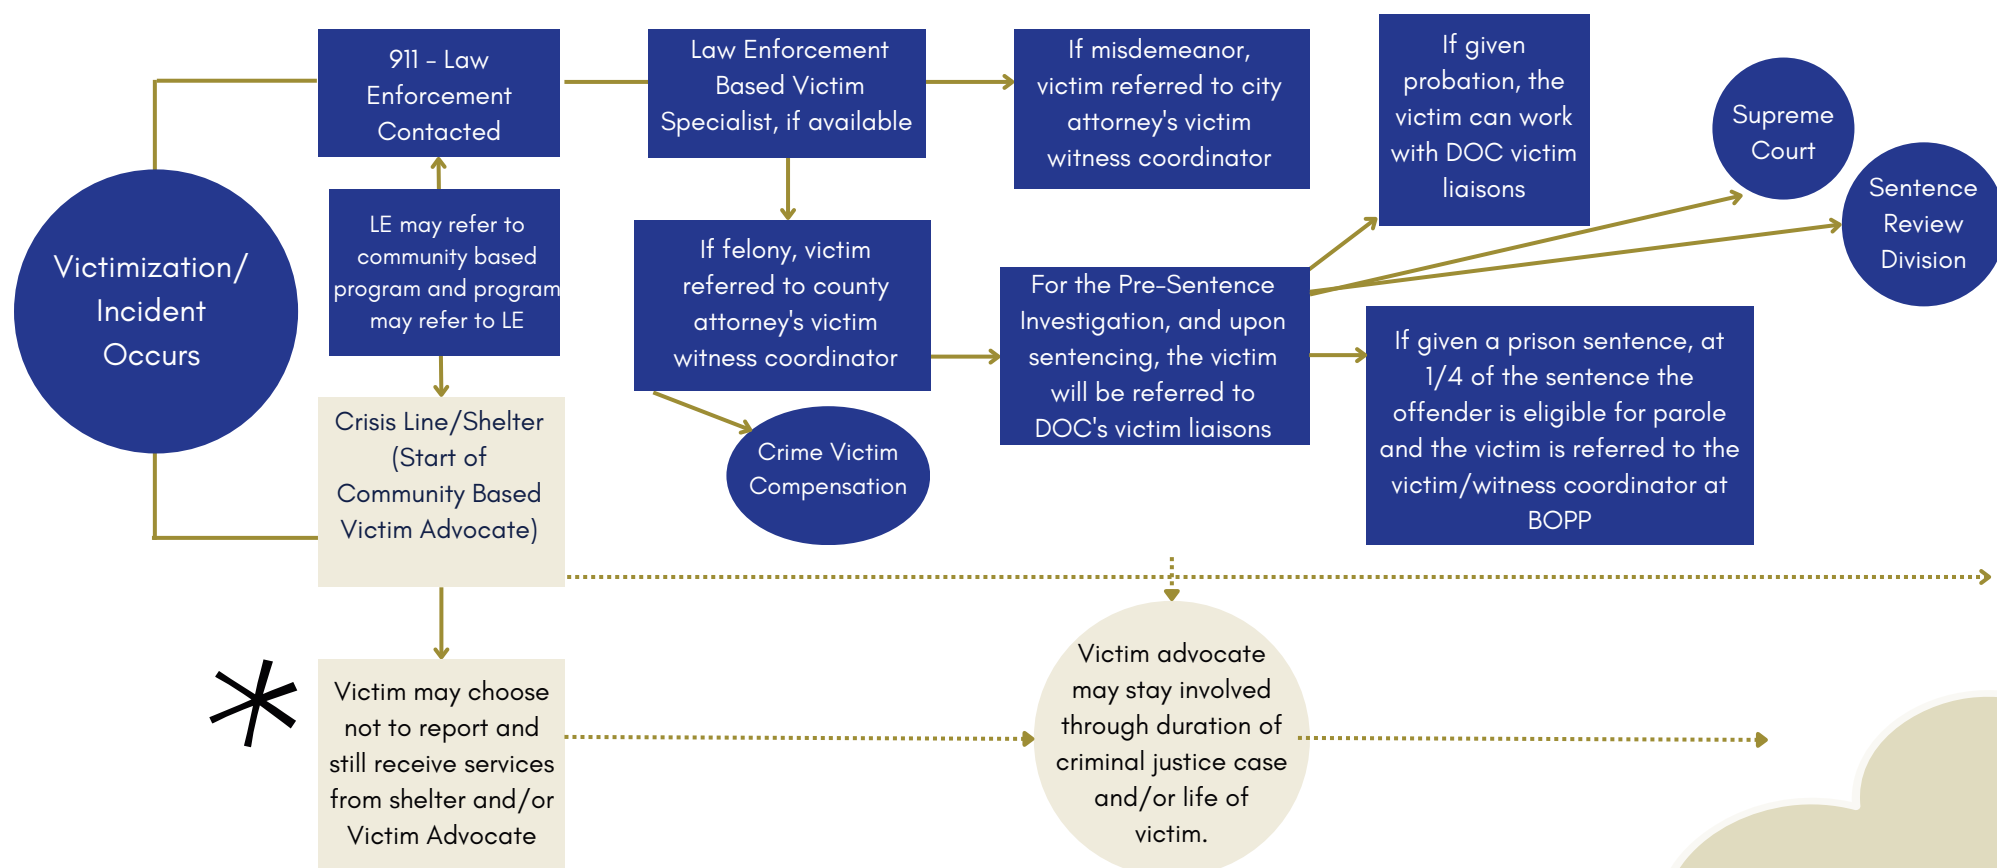 Victimization/
Incident
Occurs
911 - Law
Enforcement
Contacted
LE may refer to
community based
program and program
may refer to LE
Crisis Line/Shelter
(Start of
Community Based
Victim Advocate)
Victim may choose
not to report and
still receive services
from shelter and/or
Victim Advocate
Law Enforcement
Based Victim
Specialist, if available
If felony, victim
referred to county
attorney's victim
witness coordinator
Crime Victim
Compensation
If misdemeanor,
victim referred to city
attorney's victim
witness coordinator
For the Pre-Sentence
Investigation, and upon
sentencing, the victim
will be referred to
DOC's victim liaisons
Victim advocate
may stay involved
through duration of
criminal justice case
and/or life of
victim.
If given
probation, the
victim can work
with DOC victim
liaisons
If given a prison sentence, at
1/4 of the sentence the
offender is eligible for parole
and the victim is referred to the
victim/witness coordinator at
BOPP
Supreme
Court
Sentence
Review
Division